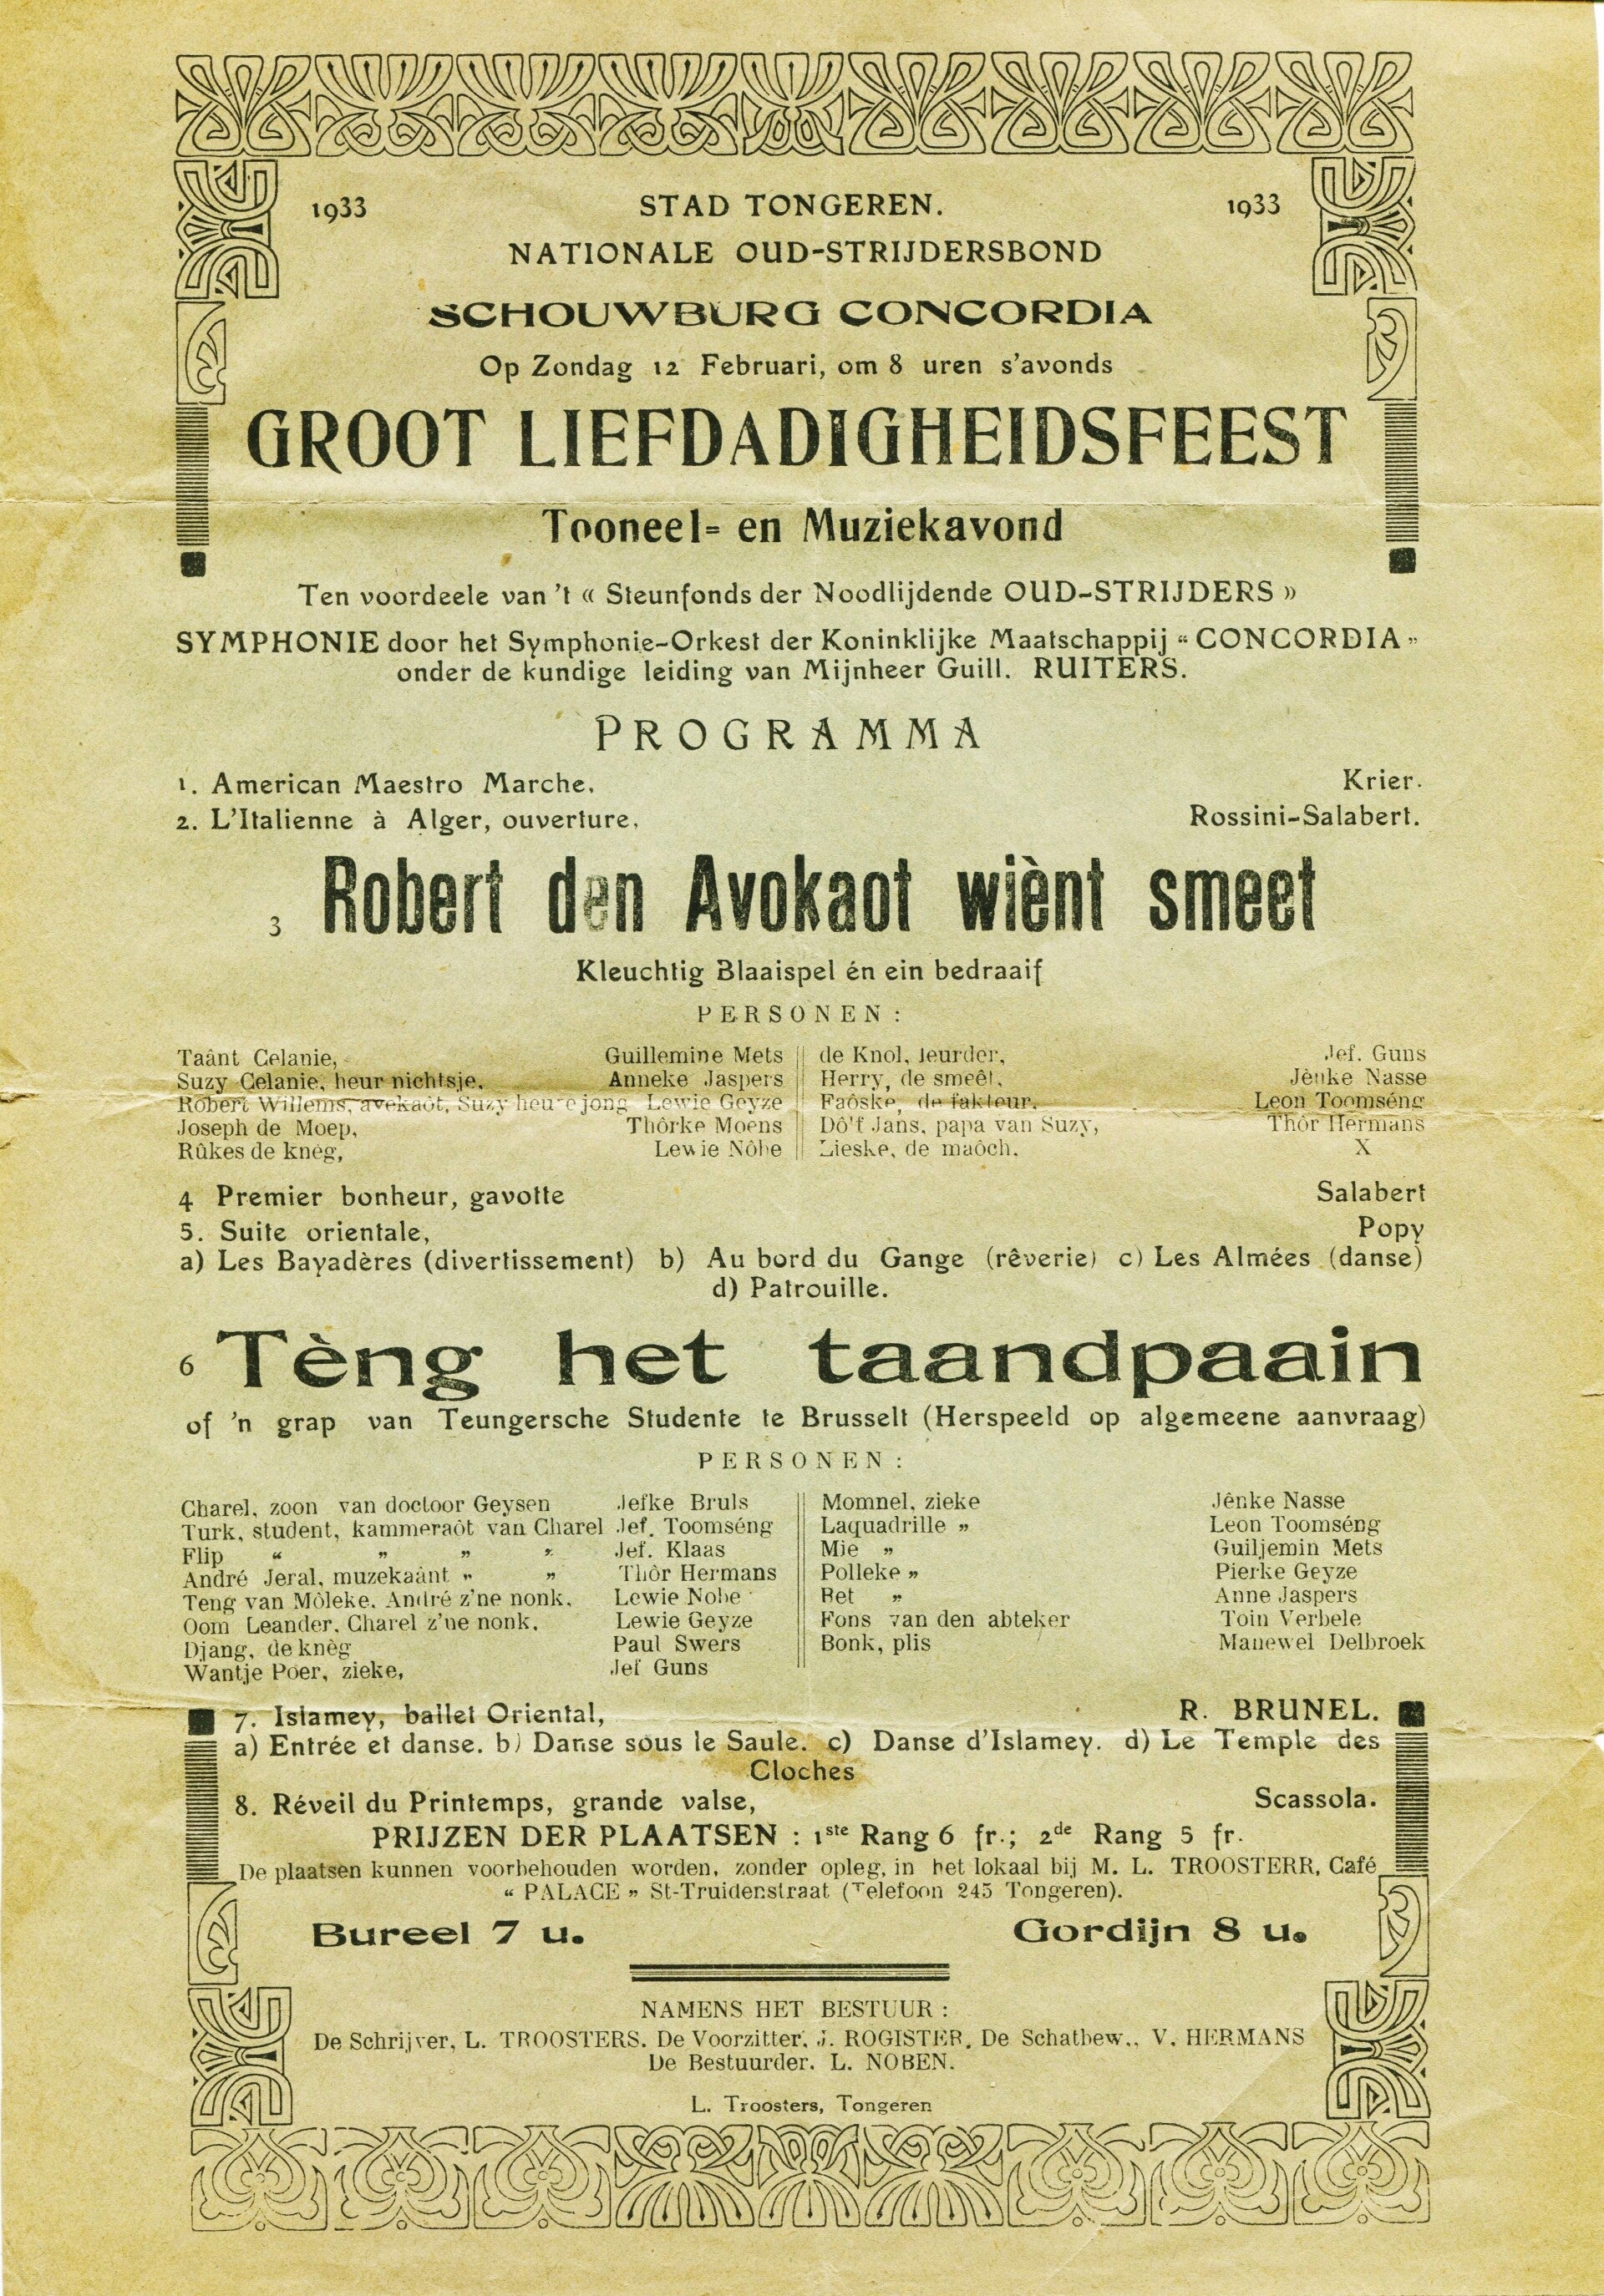 1933 STAD TONGEREN. 1933
NATIONALE OUD-STRIJDERSBOND
SCHOUWBURG CONCORDIA
Op Zondag 12 Februari, om 8 uren s'avonds
GROOT LIEFDADIGHEIDSFEEST
Tooneel= en Muziekavond
Ten voordeele van 't « Steunfonds der Noodlijdende OUD-STRIJDERS »
SYMPHONIE door het Symphonie-Orkest der Koninklijke Maatschappij “ CONCORDIA „
onder de kundige leiding van Mijnheer Guill. RUITERS.
PROGRAMMA
1. American Maestro Marche. Krier.
2. L'Italienne à Alger, ouverture. Rossini-Salabert.
3 Robert den Avokaot wiènt smeet
Kleuchtig Blaaispel én ein bedraaif
PERSONEN :
Taânt Celanie, Guillemine Mets || de Knol, leurder, Jef. Guns
Suzy Celanie, heur nichtsje, Anneke Jaspers || Herry, de smeêt, Jènke Nasse
Robert Willems, avekaôt, Suzy heure jong Lewie Geyze || Faôske, de fakteur, Leon Toomséng
Joseph de Moep, Thôrke Moens || Dô'f Jans, papa van Suzy, Thôr Hermans
Rûkes de knèg, Lewie Nôbe || Lieske, de maôch, X
4 Premier bonheur, gavotte Salabert
5. Suite orientale, Popy
a) Les Bayadères (divertissement) b) Au bord du Gange (rêverie) c) Les Almées (danse)
d) Patrouille.
6 Tèng het taandpaain
of 'n grap van Teungersche Studente te Brusselt (Herspeeld op algemeene aanvraag)
PERSONEN :
Charel, zoon van doctoor Geysen Jefke Bruls || Momnel, zieke Jênke Nasse
Turk, student, kammeraôt van Charel Jef. Toomséng || Laquadrille „ Leon Toomséng
Flip “ „ „ „ Jef. Klaas || Mie „ Guiljemin Mets
André Jeral, muzekaànt „ „ Thôr Hermans || Polleke „ Pierke Geyze
Teng van Môleke, André z'ne nonk, Lewie Nobe || Bet „ Anne Jaspers
Oom Leander, Charel z'ne nonk, Lewie Geyze || Fons van den abteker Toin Verbele
Djang, de knèg Paul Swers || Bonk, plis Manewel Delbroek
Wantje Poer, zieke, Jef Guns
7. Islamey, ballet Oriental, R. BRUNEL.
a) Entrée et danse. b) Danse sous le Saule. c) Danse d'Islamey. d) Le Temple des
Cloches
8. Réveil du Printemps, grande valse, Scassola.
PRIJZEN DER PLAATSEN : 1ste Rang 6 fr.; 2de Rang 5 fr.
De plaatsen kunnen voorbehouden worden, zonder opleg, in het lokaal bij M. L. TROOSTERR, Café
“ PALACE „ St-Truidenstraat (Telefoon 245 Tongeren).
Bureel 7 u. Gordijn 8 u.
NAMENS HET BESTUUR :
De Schrijver, L. TROOSTERS. De Voorzitter, J. ROGISTER. De Schatbew., V. HERMANS
De Bestuurder, L. NOBEN.
L. Troosters, Tongeren